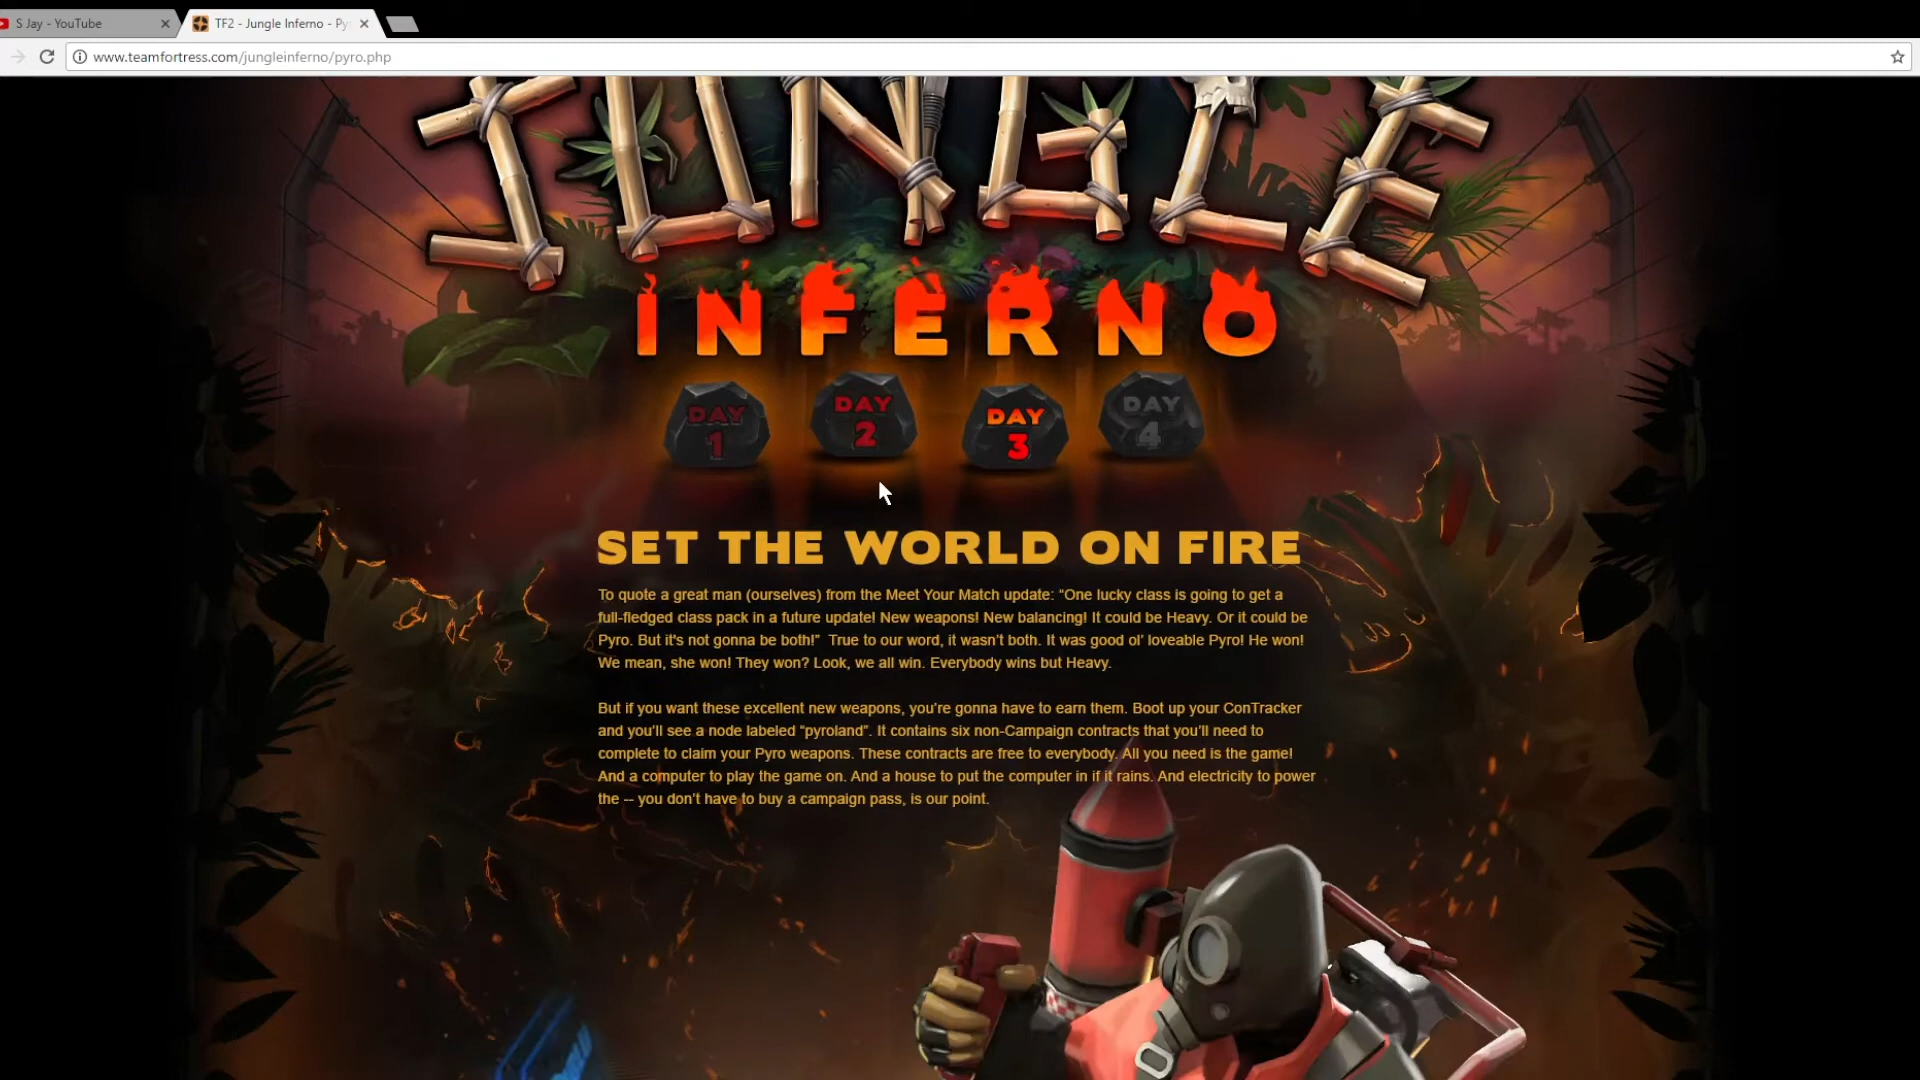 S Jay - YouTube
TF2 - Jungle Inferno - Py
www.teamfortress.com/jungleinferno/pyro.php
JUNGLE
INFERNO
DAY 1
DAY 2
DAY 3
DAY 4
SET THE WORLD ON FIRE
To quote a great man (ourselves) from the Meet Your Match update: “One lucky class is going to get a
full-fledged class pack in a future update! New weapons! New balancing! It could be Heavy. Or it could be
Pyro. But it's not gonna be both!”  True to our word, it wasn’t both. It was good ol’ loveable Pyro! He won!
We mean, she won! They won? Look, we all win. Everybody wins but Heavy.
But if you want these excellent new weapons, you’re gonna have to earn them. Boot up your ConTracker
and you’ll see a node labeled “pyroland”. It contains six non-Campaign contracts that you’ll need to
complete to claim your Pyro weapons. These contracts are free to everybody. All you need is the game!
And a computer to play the game on. And a house to put the computer in if it rains. And electricity to power
the -- you don’t have to buy a campaign pass, is our point.